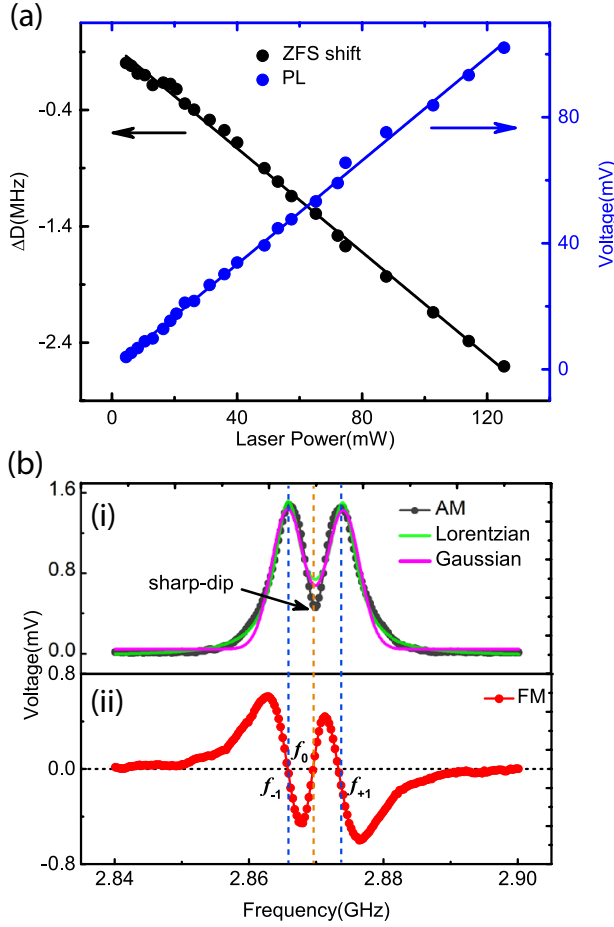 (a)
ZFS shift
PL
-0.4
-1.4
-2.4
ΔD(MHz)
80
40
0
Voltage(mV)
0 40 80 120
Laser Power(mW)
(b)
(i)
AM
Lorentzian
Gaussian
sharp-dip
1.6
0.8
0.0
Voltage(mV)
0.8
(ii)
FM
f0
f-1
f+1
0.0
-0.8
2.84 2.86 2.88 2.90
Frequency(GHz)